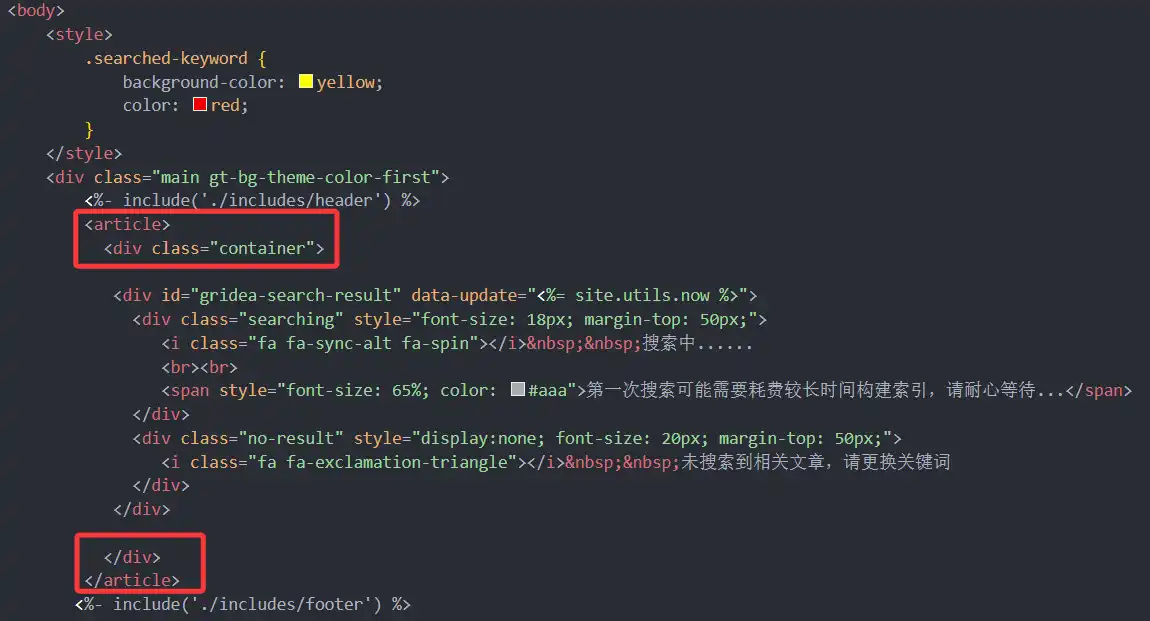 <body>
<style>
.searched-keyword {
background-color: yellow;
color: red;
}
</style>
<div class="main gt-bg-theme-color-first">
<%- include('./includes/header') %>
<article>
<div class="container">
<div id="gridea-search-result" data-update="<%= site.utils.now %>">
<div class="searching" style="font-size: 18px; margin-top: 50px;">
<i class="fa fa-sync-alt fa-spin"></i>&nbsp;&nbsp;搜索中......
<br><br>
<span style="font-size: 65%; color: #aaa">第一次搜索可能需要耗费较长时间构建索引，请耐心等待...</span>
</div>
<div class="no-result" style="display:none; font-size: 20px; margin-top: 50px;">
<i class="fa fa-exclamation-triangle"></i>&nbsp;&nbsp;未搜索到相关文章，请更换关键词
</div>
</div>
</div>
</article>
<%- include('./includes/footer') %>